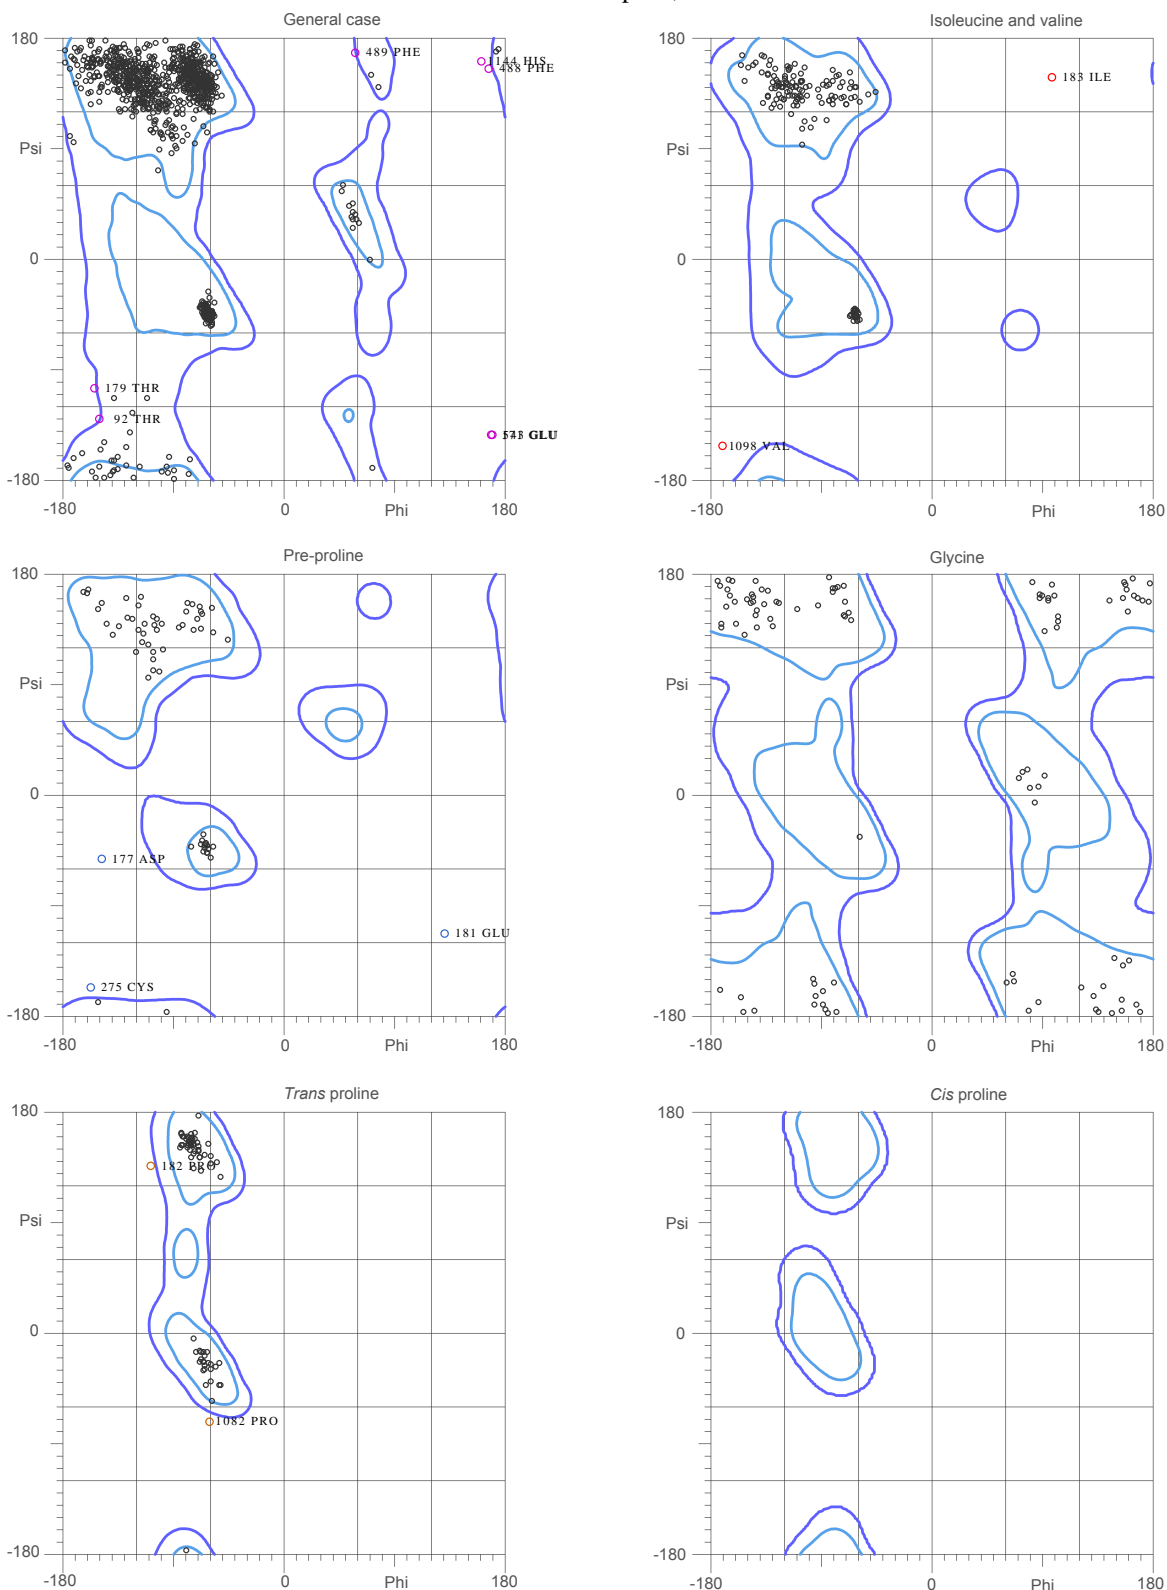 General case
Isoleucine and valine
180
489 PHE
1144 HIS
488 PHE
180
183 ILE
Psi
Psi
0
0
179 THR
92 THR
GLU
1098 VAL
-180
-180
-180
0
Phi
180
-180
0
Phi
180
Pre-proline
Glycine
180
180
Psi
Psi
0
0
177 ASP
181 GLU
275 CYS
-180
-180
-180
0
Phi
180
-180
0
Phi
180
Trans proline
Cis proline
180
180
182 PRO
Psi
Psi
0
0
1082 PRO
-180
-180
-180
0
Phi
180
-180
0
Phi
180